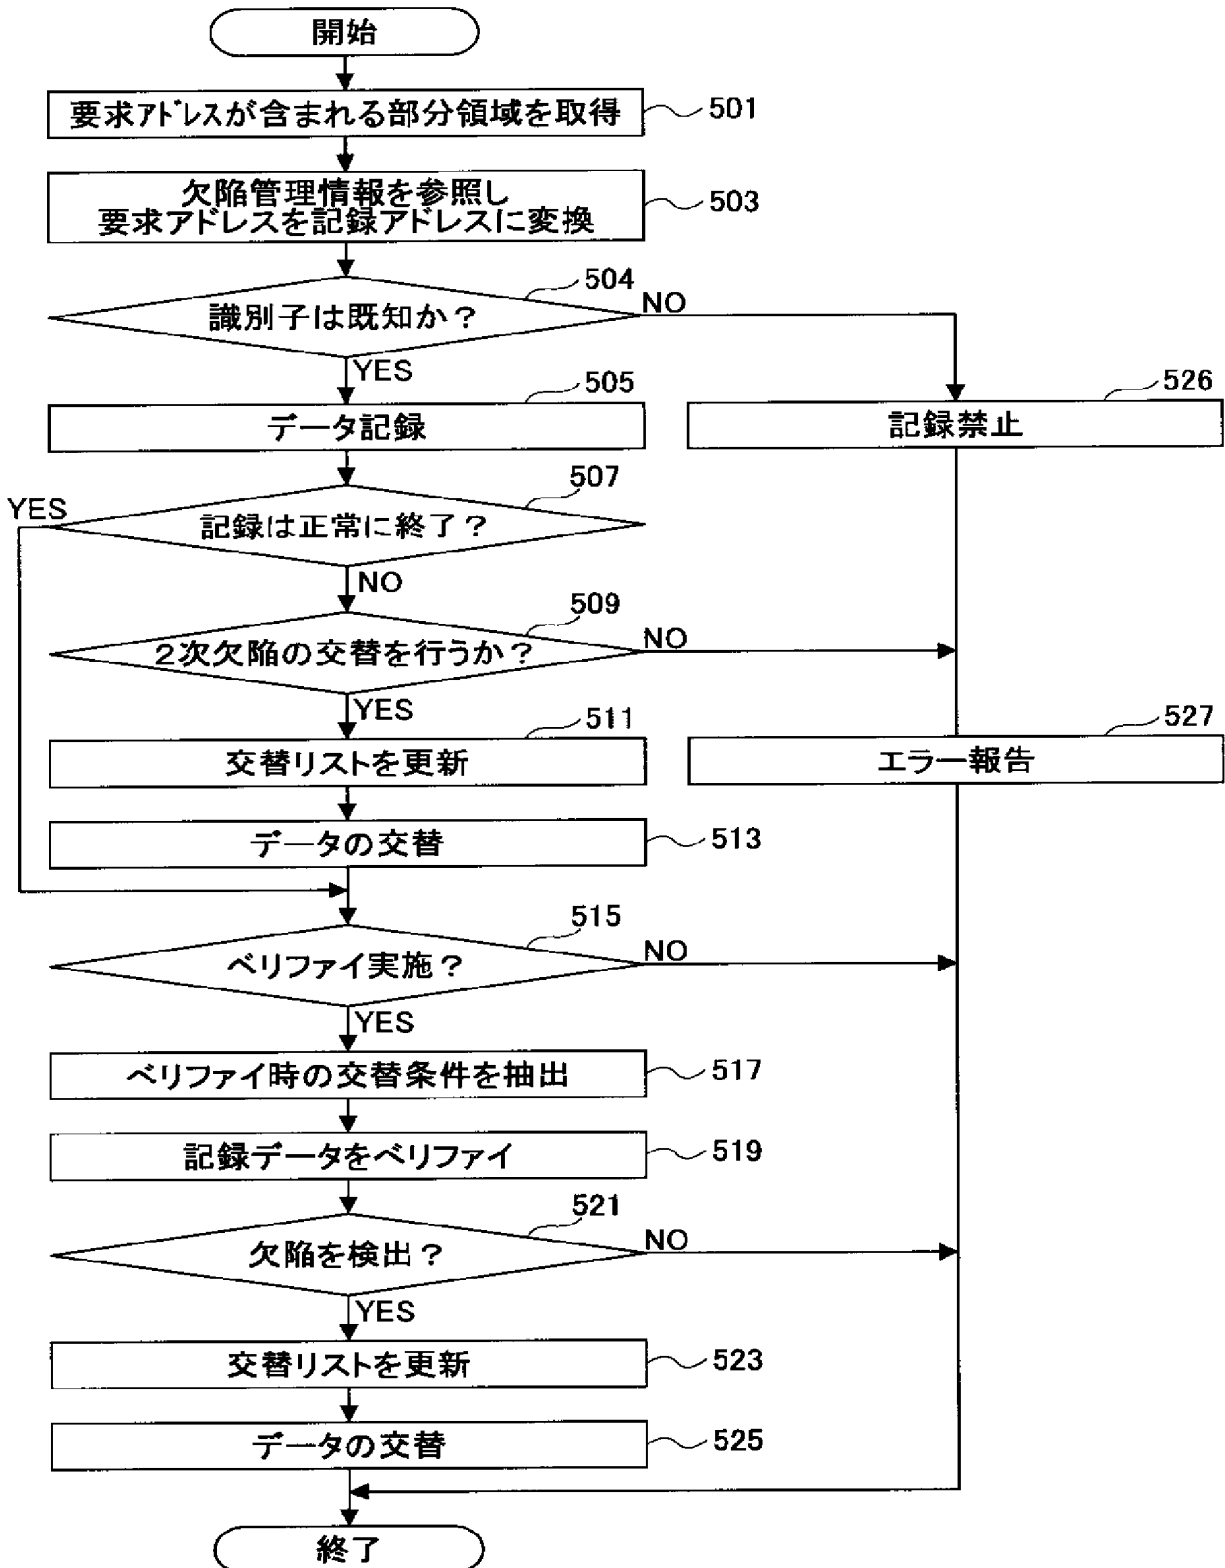 開始
要求アドレスが含まれる部分領域を取得
501
欠陥管理情報を参照し
要求アドレスを記録アドレスに変換
503
504
識別子は既知か？
NO
YES
505
データ記録
526
記録禁止
507
YES
記録は正常に終了？
NO
509
2次欠陥の交替を行うか？
NO
YES
511
交替リストを更新
527
エラー報告
データの交替
513
515
ベリファイ実施？
NO
YES
ベリファイ時の交替条件を抽出
517
記録データをベリファイ
519
521
欠陥を検出？
NO
YES
交替リストを更新
523
データの交替
525
終了